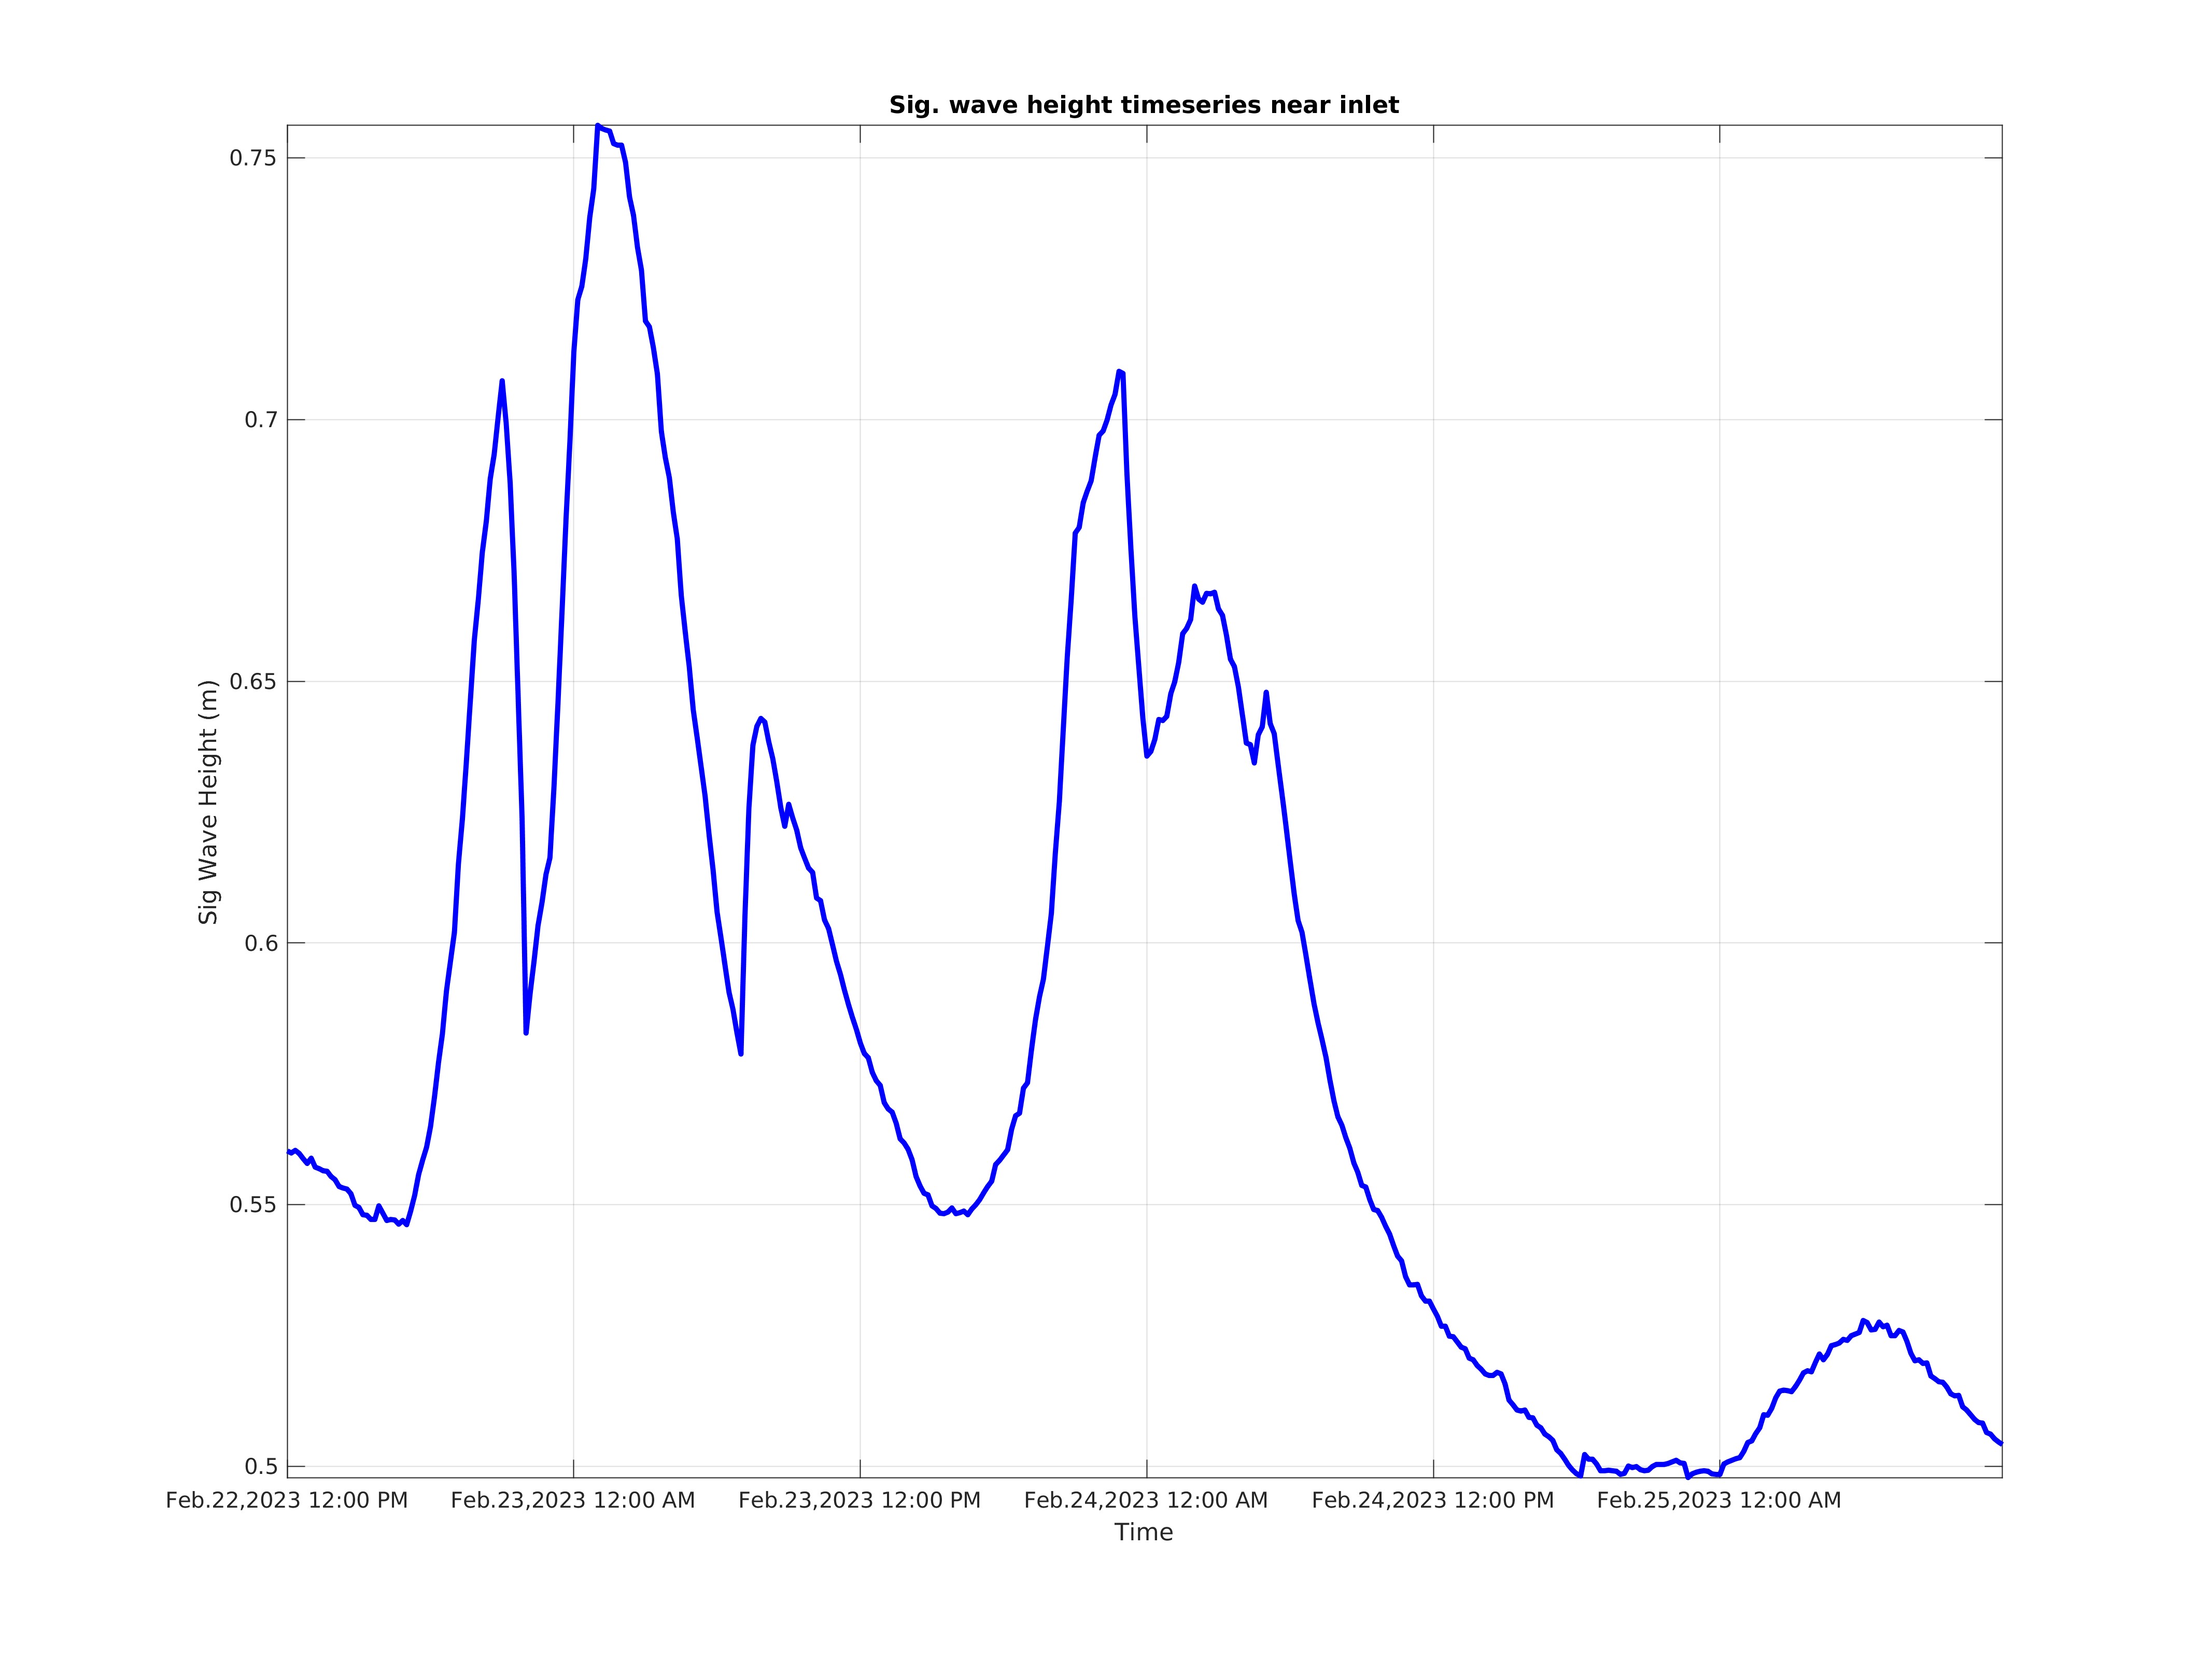 Sig. wave height timeseries near inlet
0.75
0.7
0.65
0.6
0.55
0.5
Sig Wave Height (m)
Feb.22,2023 12:00 PM
Feb.23,2023 12:00 AM
Feb.23,2023 12:00 PM
Feb.24,2023 12:00 AM
Feb.24,2023 12:00 PM
Feb.25,2023 12:00 AM
Time